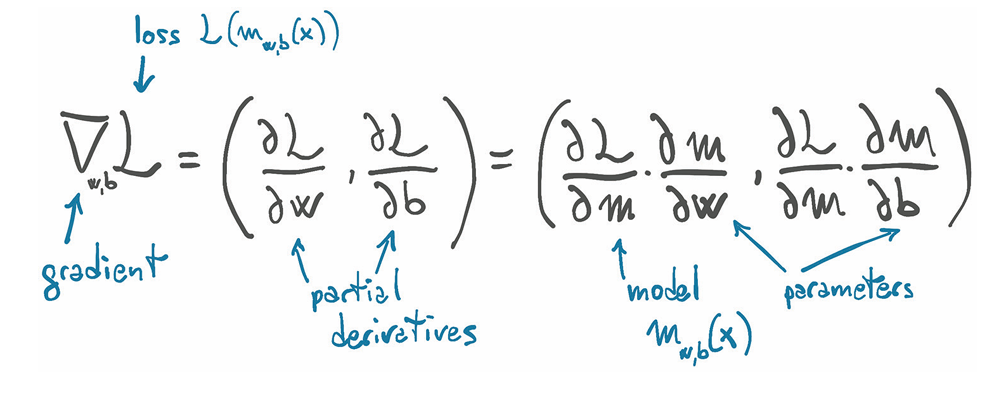 loss L(m_w,b(x))
∇_w,b L = (∂L/∂w, ∂L/∂b) = (∂L/∂m · ∂m/∂w, ∂L/∂m · ∂m/∂b)
gradient
partial
derivatives
model
m_w,b(x)
parameters